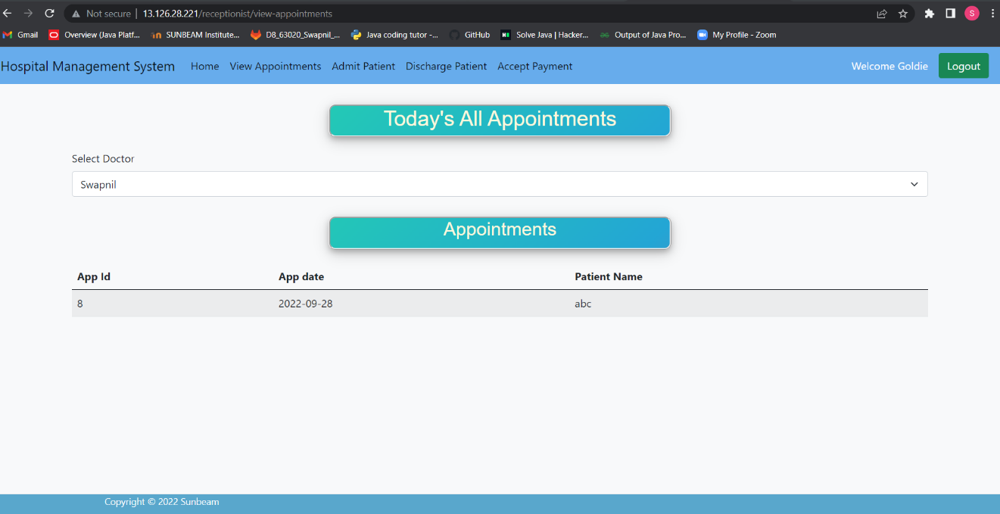 Not secure | 13.126.28.221/receptionist/view-appointments
S
Gmail Overview (Java Platf... SUNBEAM Institute... D8_63020_Swapnil_... Java coding tutor -... GitHub Solve Java | Hacker... Output of Java Pro... My Profile - Zoom
Hospital Management System Home View Appointments Admit Patient Discharge Patient Accept Payment Welcome Goldie Logout
Today's All Appointments
Select Doctor
Swapnil
Appointments
App Id App date Patient Name
8 2022-09-28 abc
Copyright © 2022 Sunbeam